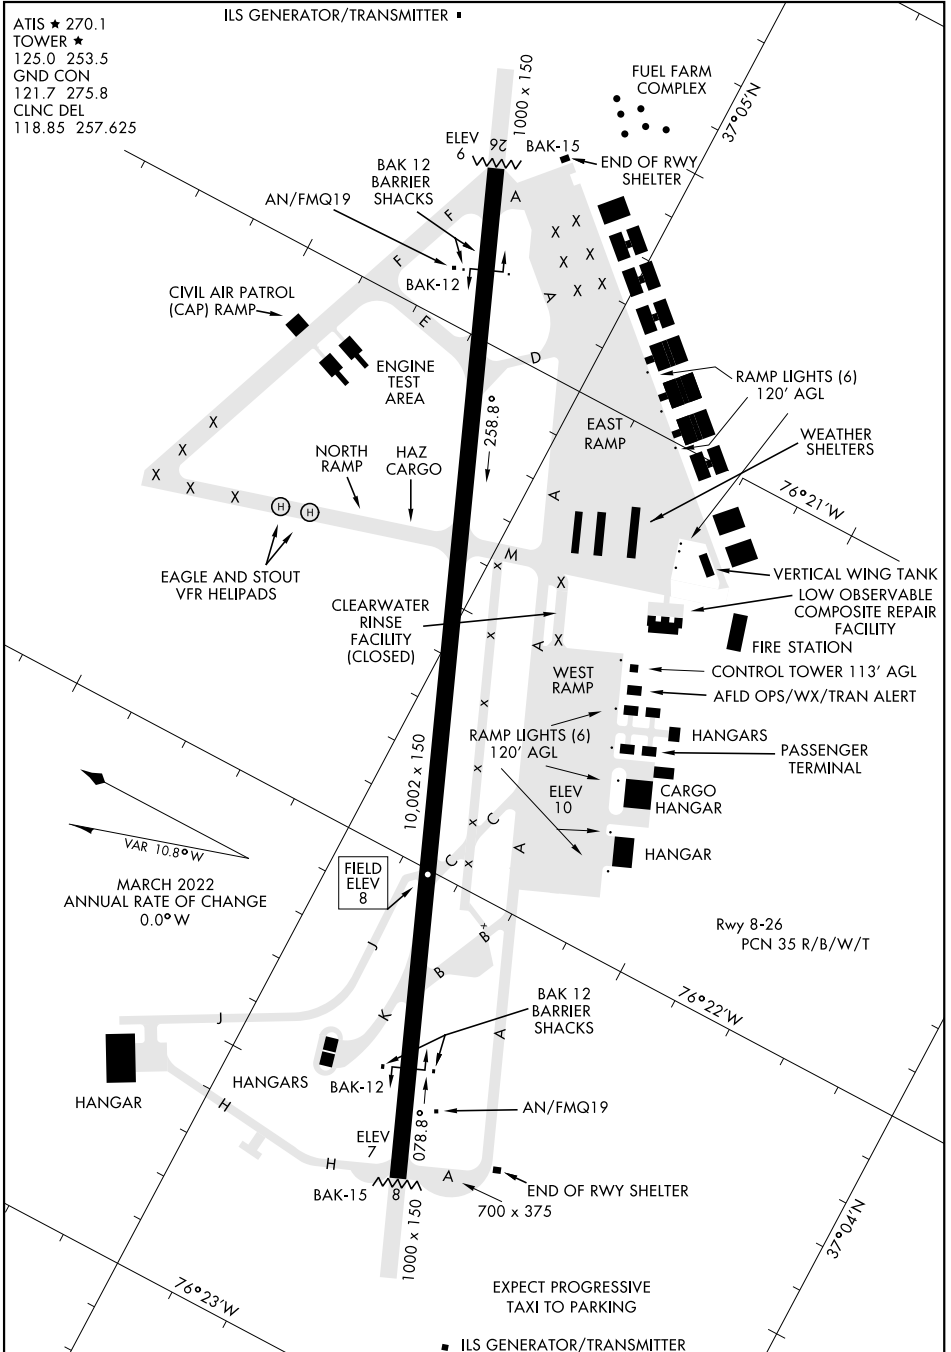 ATIS ★ 270.1
TOWER ★
125.0 253.5
GND CON
121.7 275.8
CLNC DEL
118.85 257.625
ILS GENERATOR/TRANSMITTER
1000 x 150
FUEL FARM
COMPLEX
37°05'N
ELEV
6
26
BAK-15
END OF RWY
SHELTER
BAK 12
BARRIER
SHACKS
AN/FMQ19
A
F
X
X
X
F
X
X
X
BAK-12
A
CIVIL AIR PATROL
(CAP) RAMP
E
D
ENGINE
TEST
AREA
RAMP LIGHTS (6)
120' AGL
258.8°
EAST
RAMP
WEATHER
SHELTERS
X
X
X
X
X
NORTH
RAMP
HAZ
CARGO
76°21'W
A
H
H
M
EAGLE AND STOUT
VFR HELIPADS
x
X
VERTICAL WING TANK
LOW OBSERVABLE
COMPOSITE REPAIR
FACILITY
CLEARWATER
RINSE
FACILITY
(CLOSED)
x
A
X
FIRE STATION
WEST
RAMP
CONTROL TOWER 113' AGL
AFLD OPS/WX/TRAN ALERT
x
RAMP LIGHTS (6)
120' AGL
HANGARS
PASSENGER
TERMINAL
10,002 x 150
x
ELEV
10
CARGO
HANGAR
x
C
C
A
x
HANGAR
VAR 10.8°W
MARCH 2022
ANNUAL RATE OF CHANGE
0.0°W
FIELD
ELEV
8
Rwy 8-26
PCN 35 R/B/W/T
J
B
+
B
76°22'W
K
J
BAK 12
BARRIER
SHACKS
A
HANGARS
BAK-12
HANGAR
H
AN/FMQ19
078.8°
ELEV
7
H
A
BAK-15
8
END OF RWY SHELTER
700 x 375
1000 x 150
37°04'N
76°23'W
EXPECT PROGRESSIVE
TAXI TO PARKING
ILS GENERATOR/TRANSMITTER